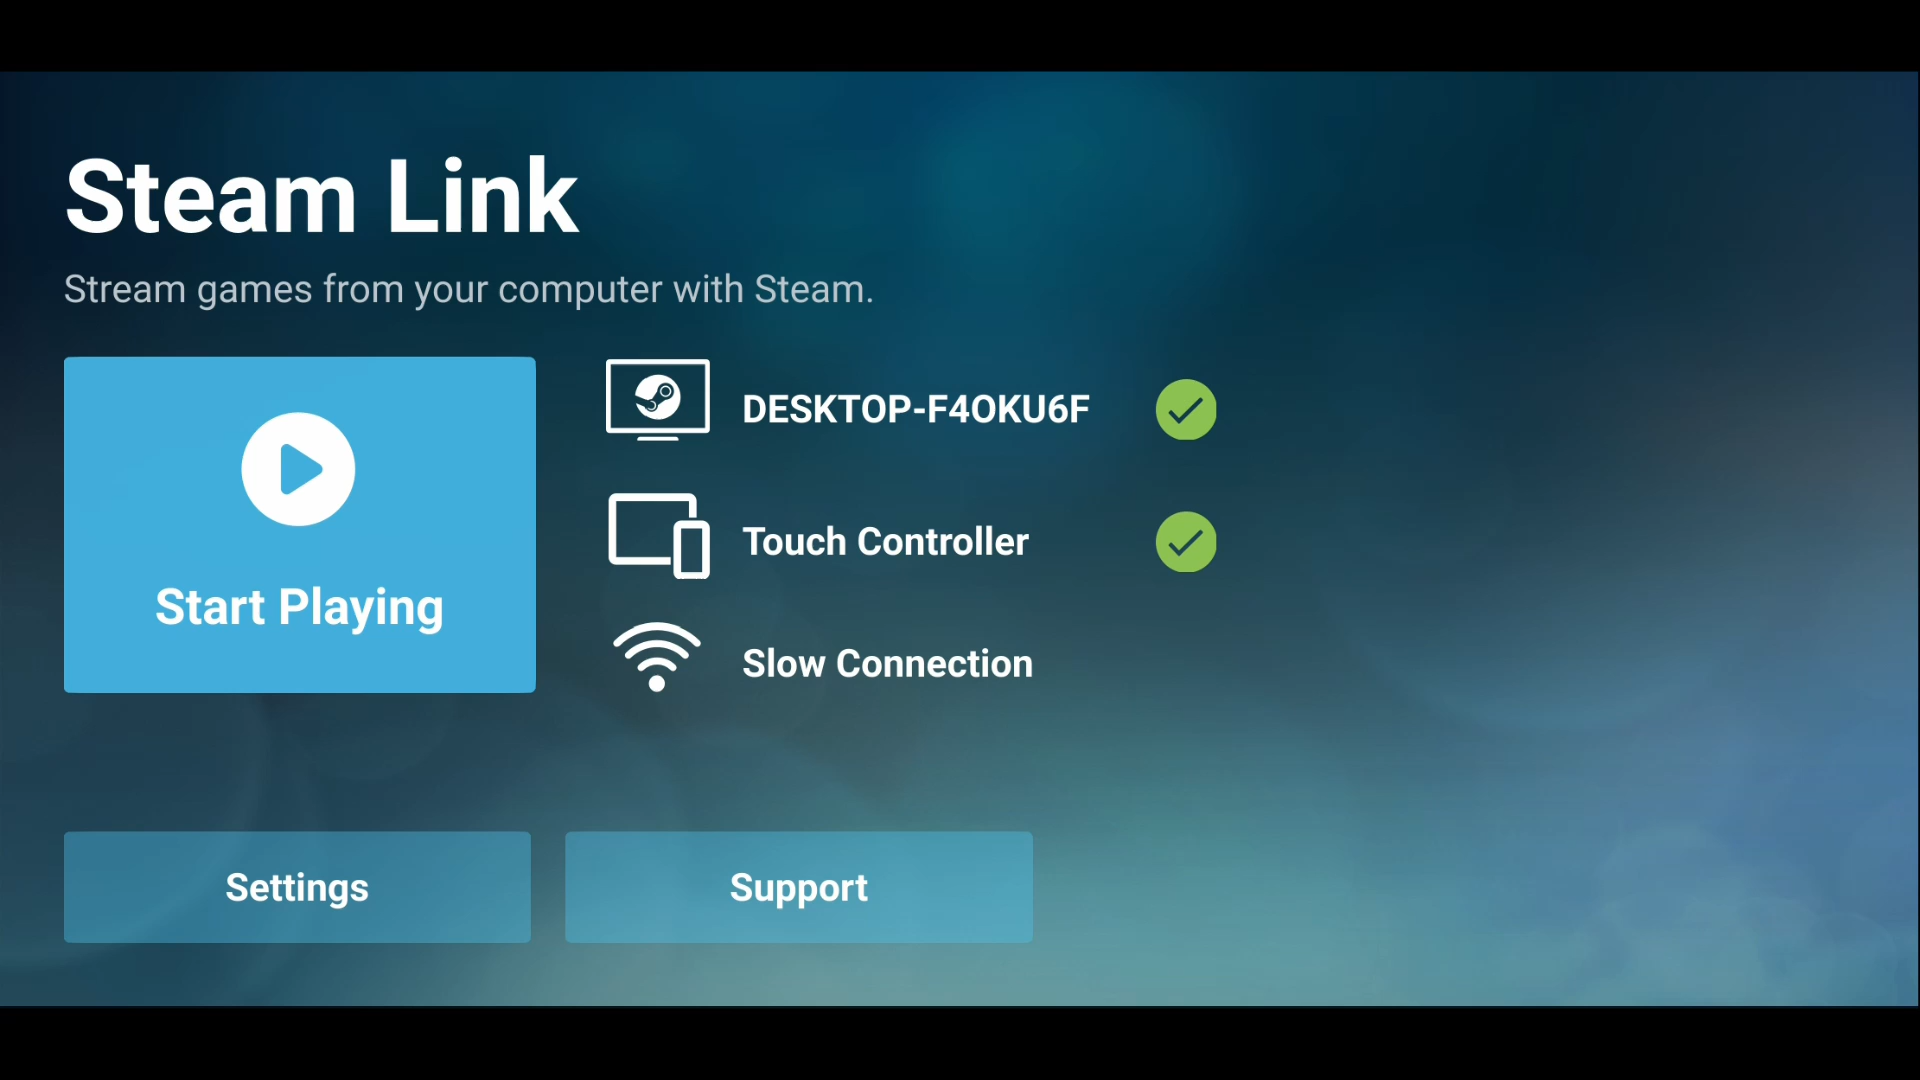 Steam Link
Stream games from your computer with Steam.
Start Playing
DESKTOP-F4OKU6F
Touch Controller
Slow Connection
Settings
Support